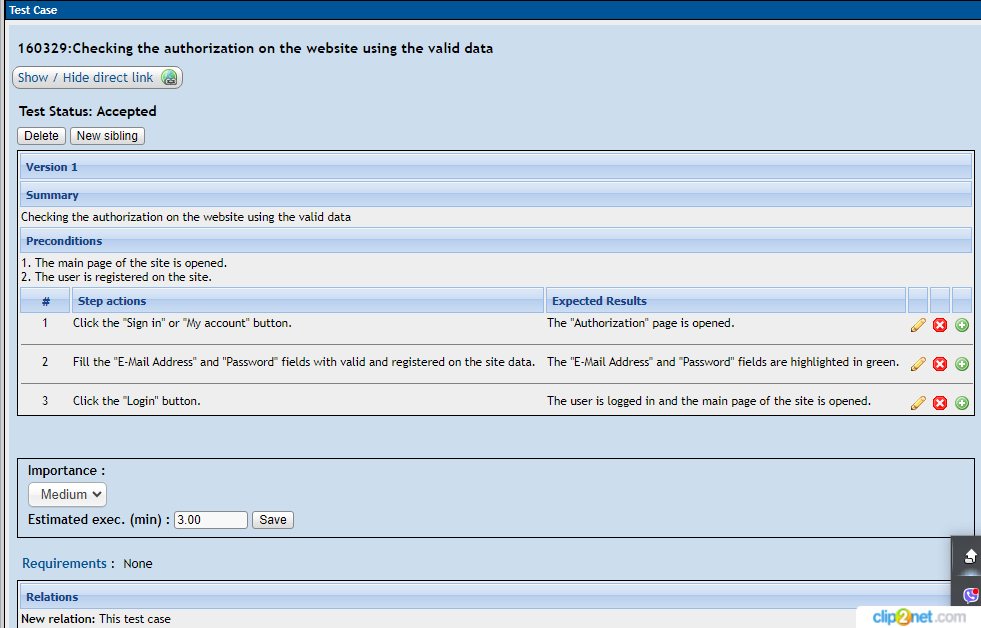 Test Case
160329:Checking the authorization on the website using the valid data
Show / Hide direct link
Test Status: Accepted
Delete New sibling
Version 1
Summary
Checking the authorization on the website using the valid data
Preconditions
1. The main page of the site is opened.
2. The user is registered on the site.
# Step actions Expected Results
1 Click the "Sign in" or "My account" button. The "Authorization" page is opened.
2 Fill the "E-Mail Address" and "Password" fields with valid and registered on the site data. The "E-Mail Address" and "Password" fields are highlighted in green.
3 Click the "Login" button. The user is logged in and the main page of the site is opened.
Importance :
Medium
Estimated exec. (min) : 3.00 Save
Requirements : None
Relations
New relation: This test case
clip2net.com